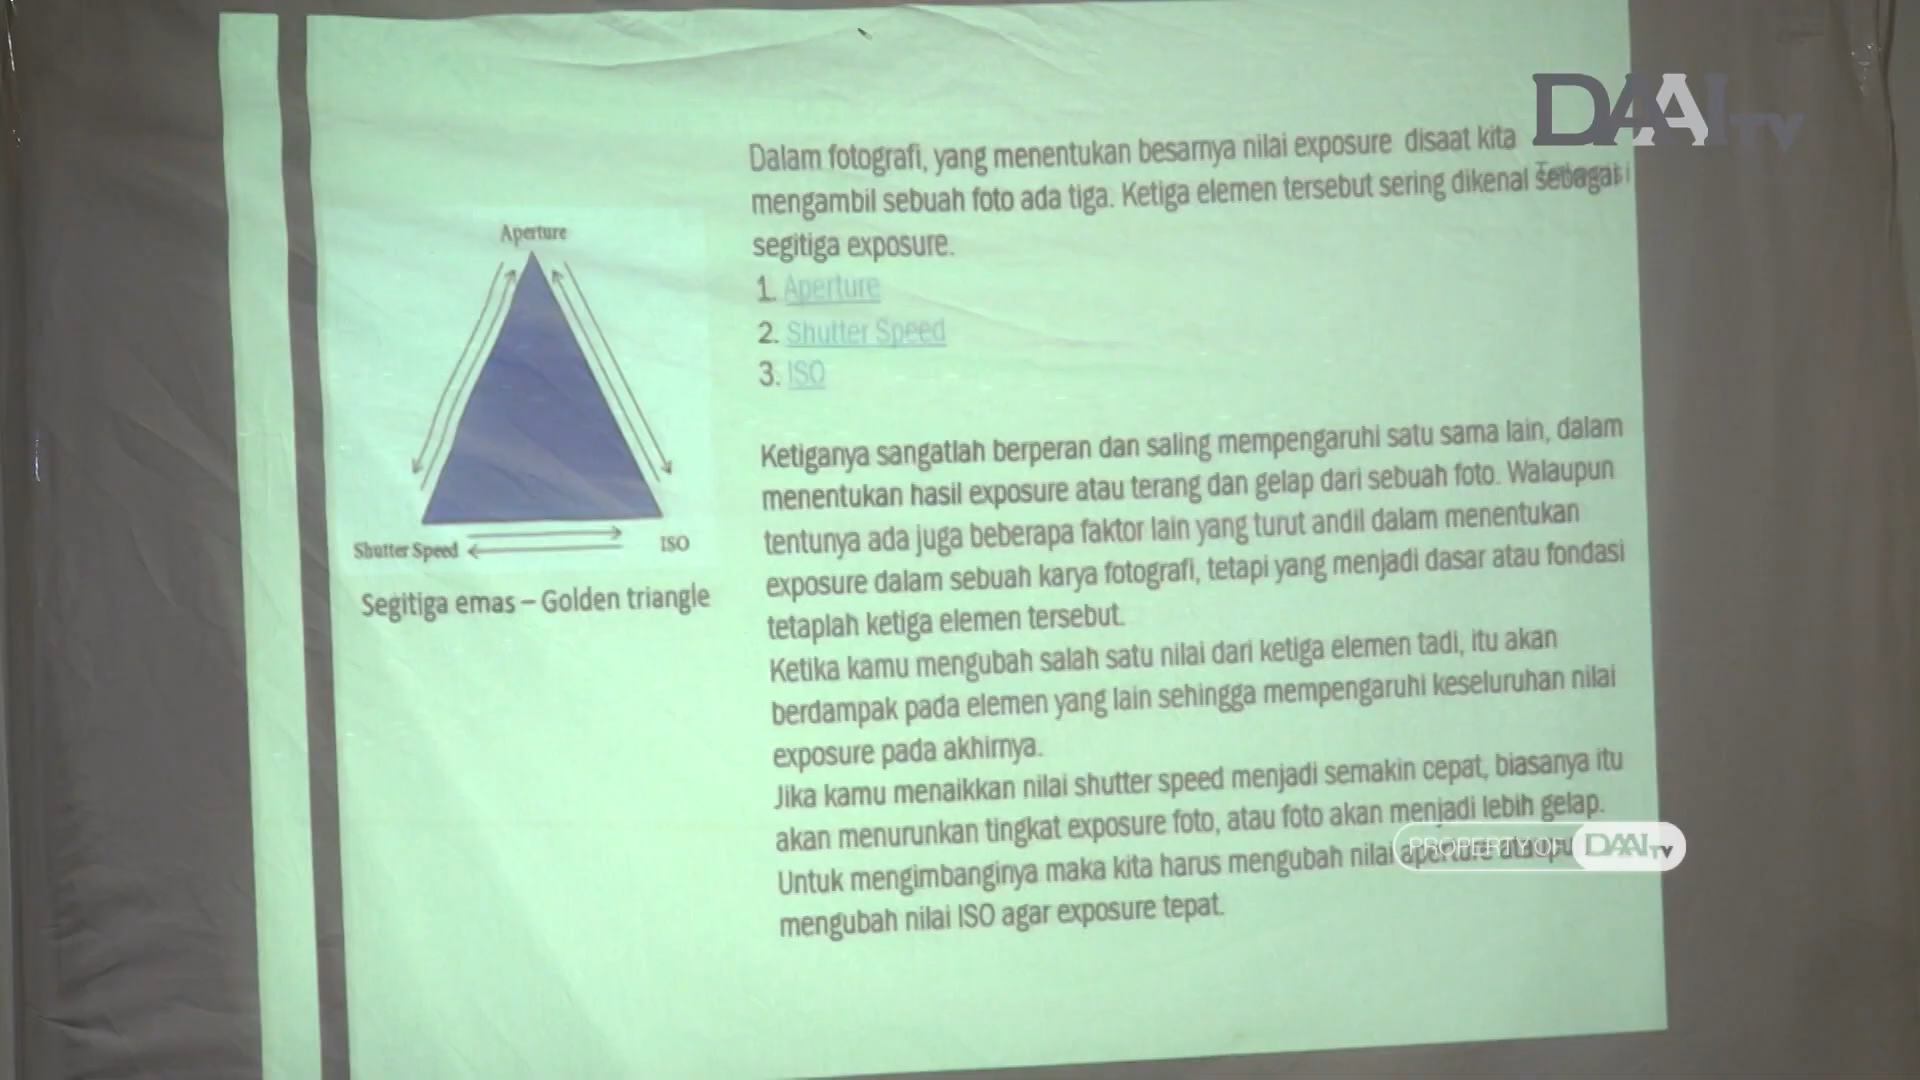 DAAI TV
Dalam fotografi, yang menentukan besarnya nilai exposure disaat kita
mengambil sebuah foto ada tiga. Ketiga elemen tersebut sering dikenal sebagai
segitiga exposure.
1. Aperture
2. Shutter Speed
3. ISO
Ketiganya sangatlah berperan dan saling mempengaruhi satu sama lain, dalam
menentukan hasil exposure atau terang dan gelap dari sebuah foto. Walaupun
tentunya ada juga beberapa faktor lain yang turut andil dalam menentukan
exposure dalam sebuah karya fotografi, tetapi yang menjadi dasar atau fondasi
tetaplah ketiga elemen tersebut.
Ketika kamu mengubah salah satu nilai dari ketiga elemen tadi, itu akan
berdampak pada elemen yang lain sehingga mempengaruhi keseluruhan nilai
exposure pada akhirnya.
Jika kamu menaikkan nilai shutter speed menjadi semakin cepat, biasanya itu
akan menurunkan tingkat exposure foto, atau foto akan menjadi lebih gelap.
Untuk mengimbanginya maka kita harus mengubah nilai aperture
mengubah nilai ISO agar exposure tepat.
Aperture
Shutter Speed
ISO
Segitiga emas – Golden triangle
PROPERTY OF DAAI TV